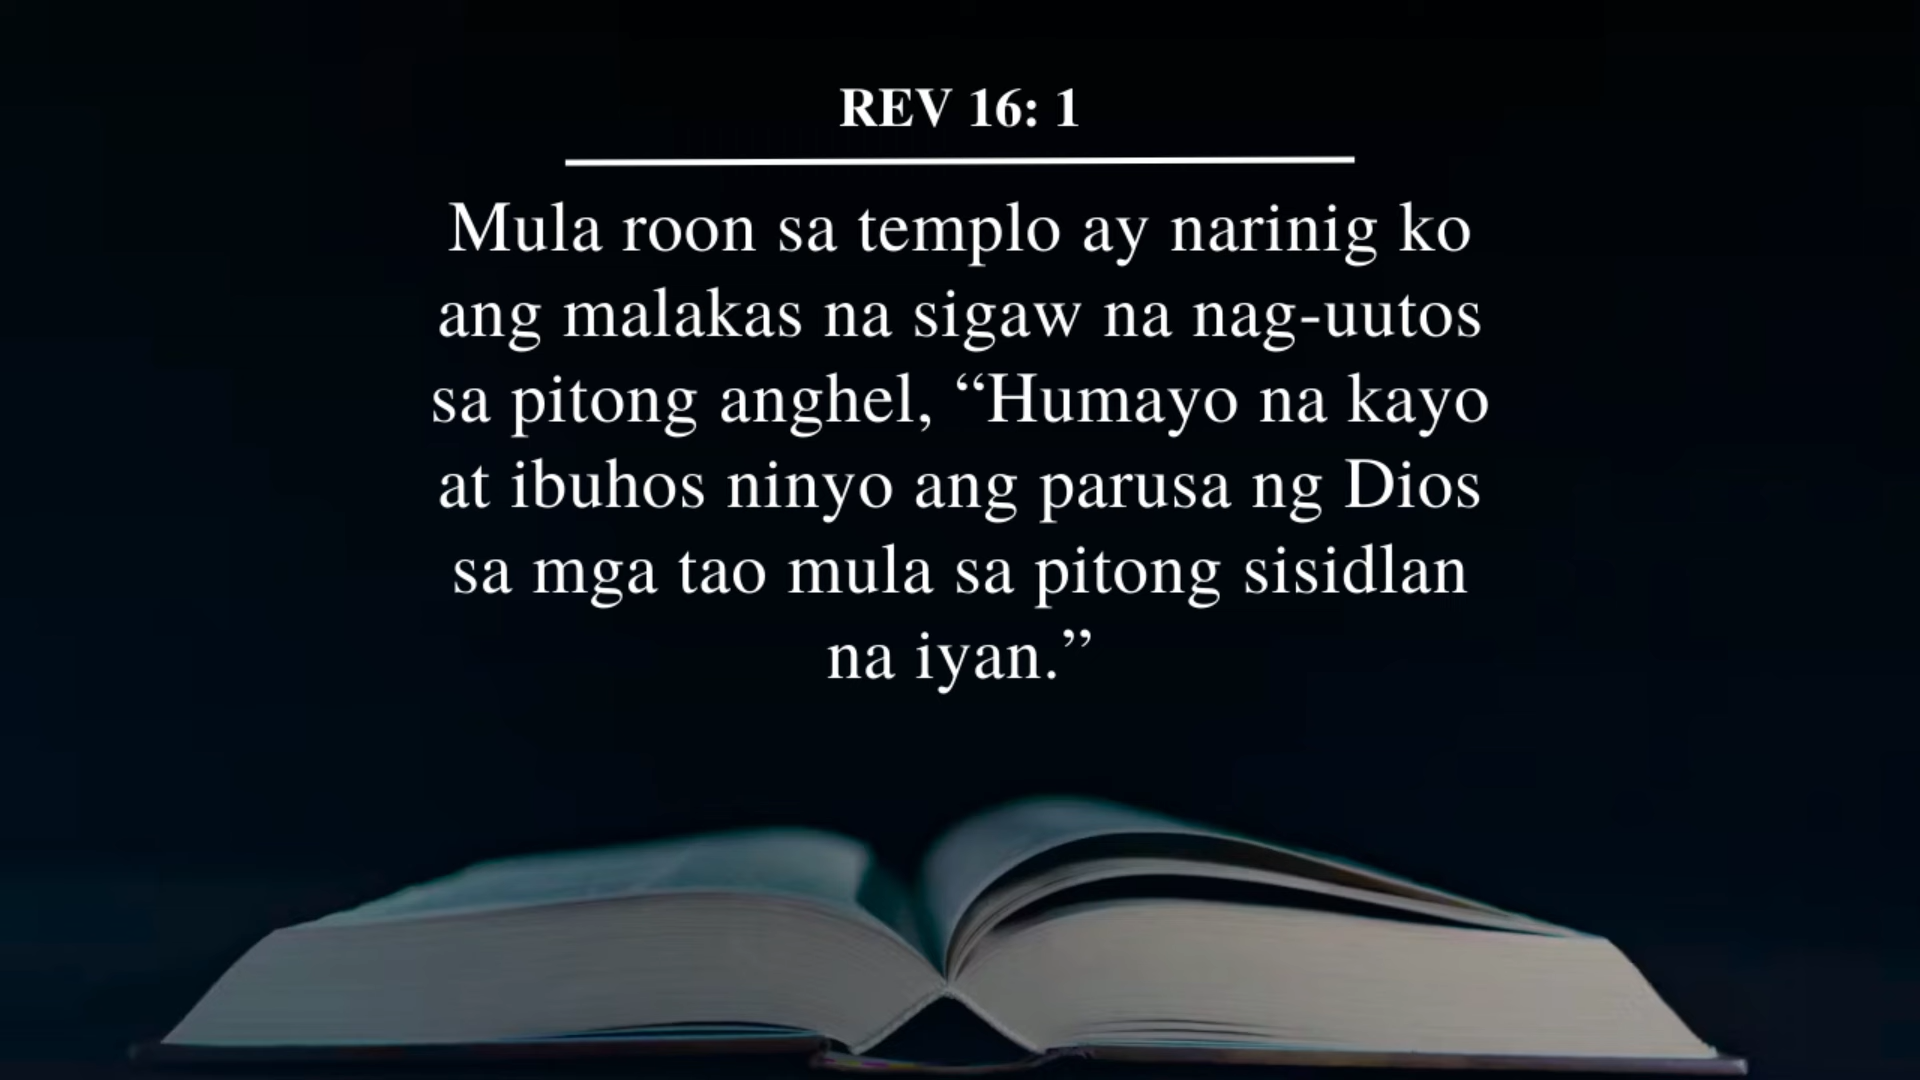 REV 16: 1
Mula roon sa templo ay narinig ko
ang malakas na sigaw na nag-uutos
sa pitong anghel, “Humayo na kayo
at ibuhos ninyo ang parusa ng Dios
sa mga tao mula sa pitong sisidlan
na iyan.”